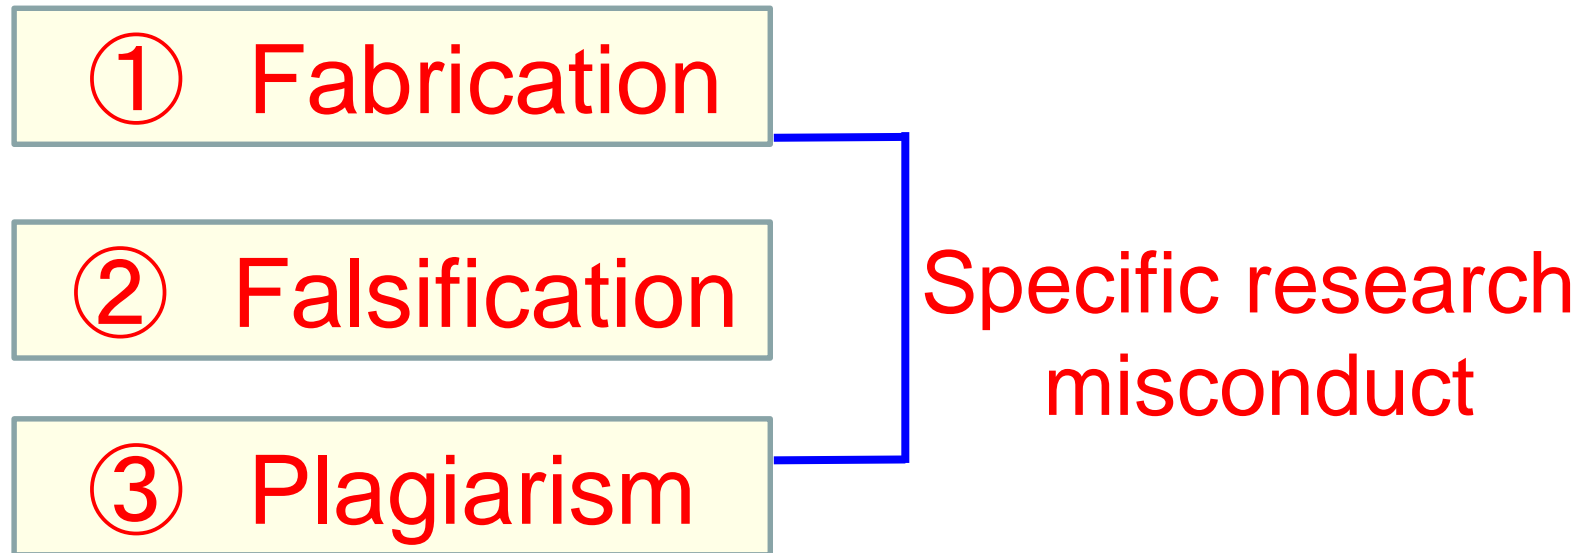 ① Fabrication
② Falsification
③ Plagiarism
Specific research
misconduct